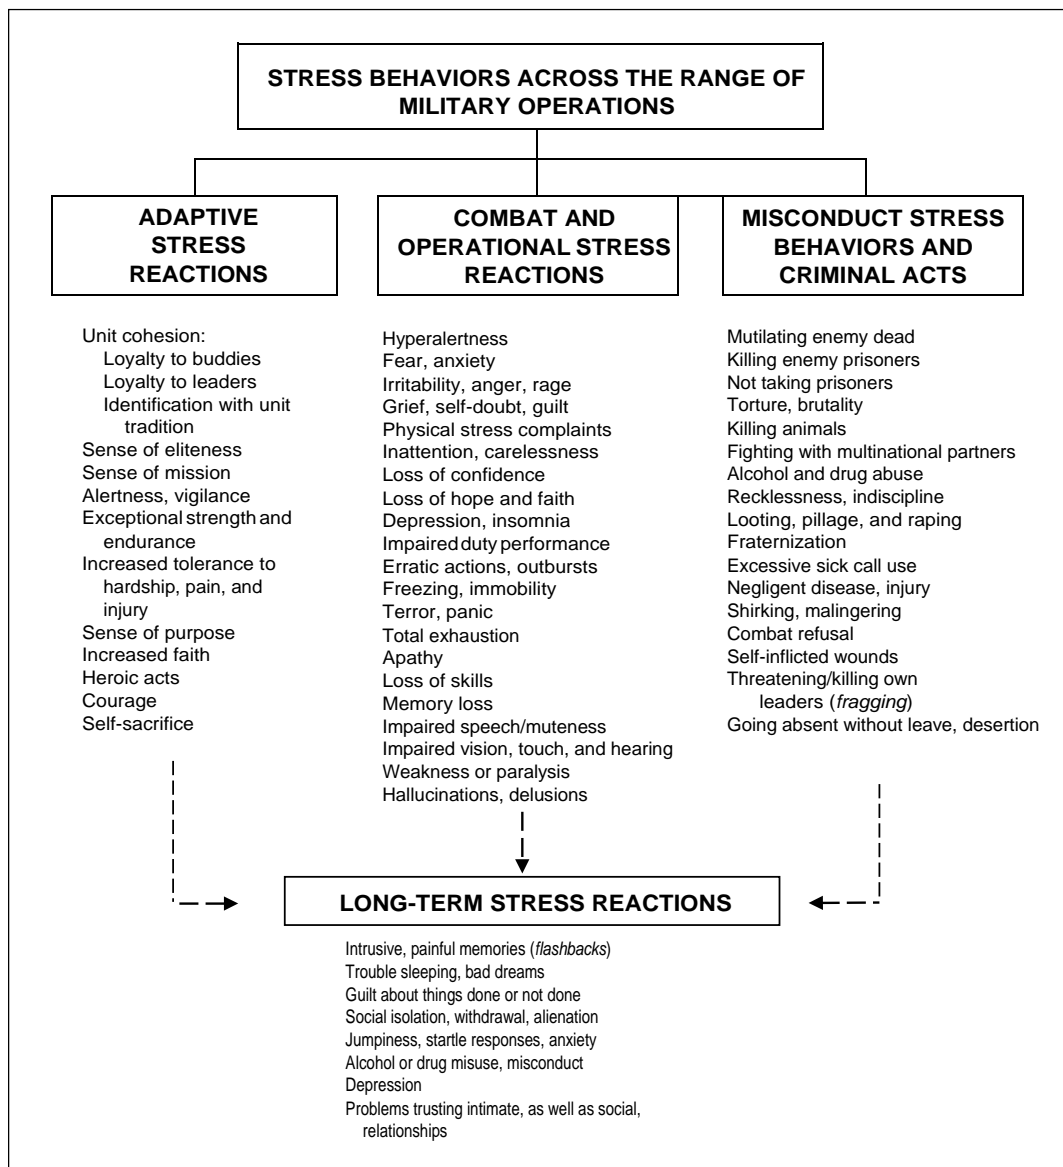 STRESS BEHAVIORS ACROSS THE RANGE OF
MILITARY OPERATIONS
ADAPTIVE
STRESS
REACTIONS
Unit cohesion:
Loyalty to buddies
Loyalty to leaders
Identification with unit
tradition
Sense of eliteness
Sense of mission
Alertness, vigilance
Exceptional strength and
endurance
Increased tolerance to
hardship, pain, and
injury
Sense of purpose
Increased faith
Heroic acts
Courage
Self-sacrifice
COMBAT AND
OPERATIONAL STRESS
REACTIONS
Hyperalertness
Fear, anxiety
Irritability, anger, rage
Grief, self-doubt, guilt
Physical stress complaints
Inattention, carelessness
Loss of confidence
Loss of hope and faith
Depression, insomnia
Impaired duty performance
Erratic actions, outbursts
Freezing, immobility
Terror, panic
Total exhaustion
Apathy
Loss of skills
Memory loss
Impaired speech/muteness
Impaired vision, touch, and hearing
Weakness or paralysis
Hallucinations, delusions
MISCONDUCT STRESS
BEHAVIORS AND
CRIMINAL ACTS
Mutilating enemy dead
Killing enemy prisoners
Not taking prisoners
Torture, brutality
Killing animals
Fighting with multinational partners
Alcohol and drug abuse
Recklessness, indiscipline
Looting, pillage, and raping
Fraternization
Excessive sick call use
Negligent disease, injury
Shirking, malingering
Combat refusal
Self-inflicted wounds
Threatening/killing own
leaders (fragging)
Going absent without leave, desertion
LONG-TERM STRESS REACTIONS
Intrusive, painful memories (flashbacks)
Trouble sleeping, bad dreams
Guilt about things done or not done
Social isolation, withdrawal, alienation
Jumpiness, startle responses, anxiety
Alcohol or drug misuse, misconduct
Depression
Problems trusting intimate, as well as social,
relationships